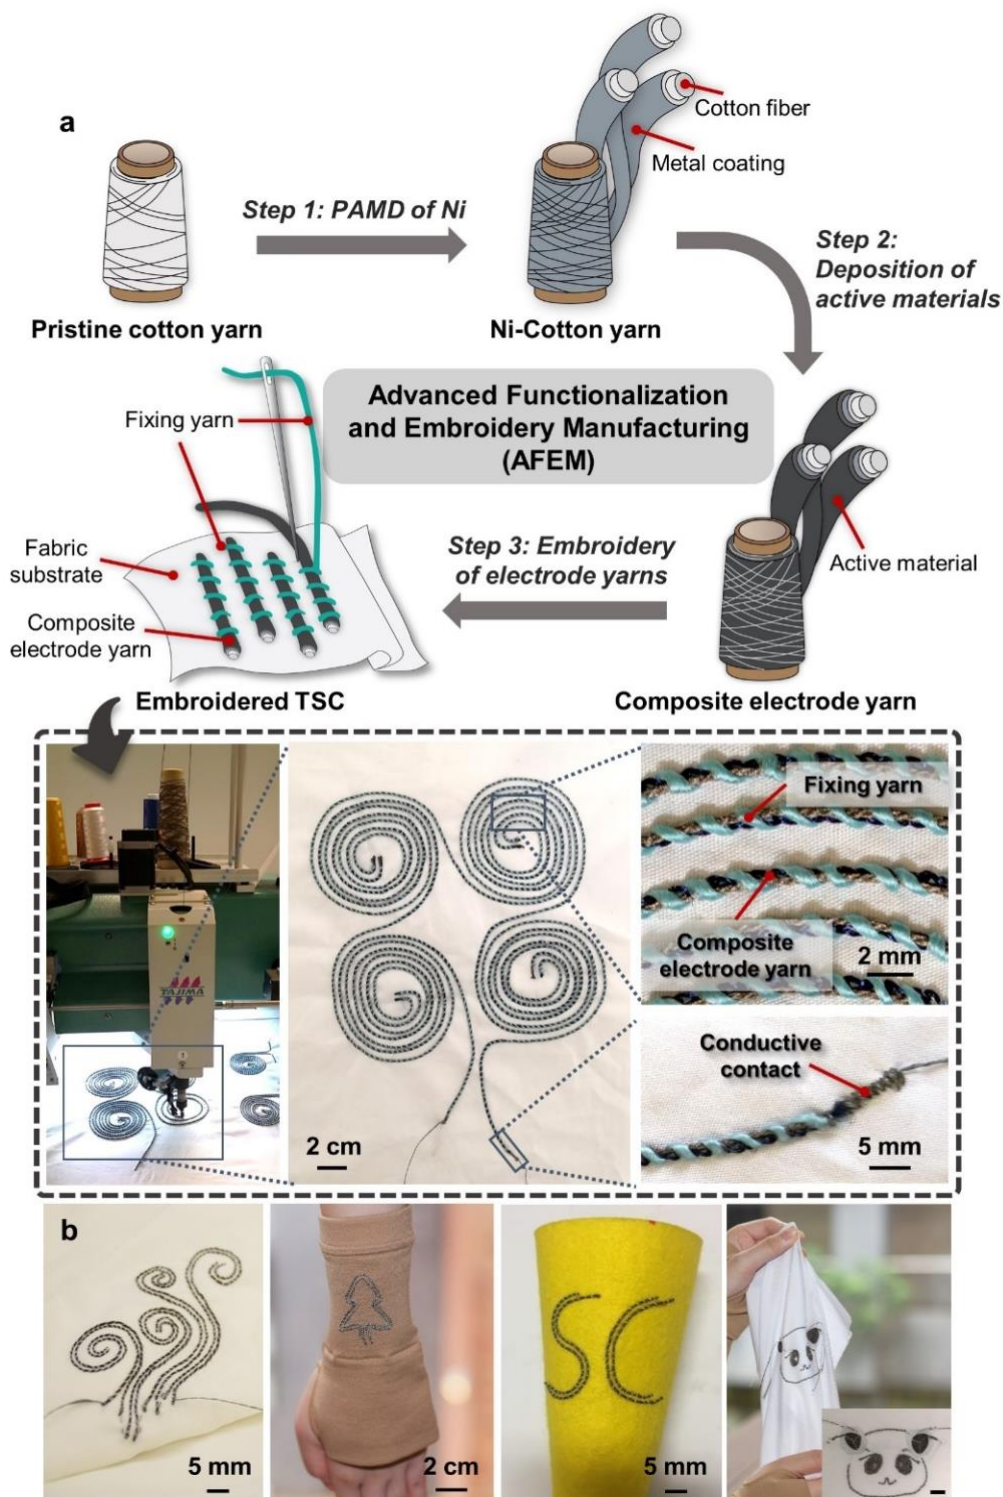 a
Cotton fiber
Metal coating
Step 1: PAMD of Ni
Step 2:
Deposition of
active materials
Pristine cotton yarn
Ni-Cotton yarn
Advanced Functionalization
and Embroidery Manufacturing
(AFEM)
Fixing yarn
Fabric
substrate
Composite
electrode yarn
Step 3: Embroidery
of electrode yarns
Active material
Embroidered TSC
Composite electrode yarn
TAJIMA
1
2 cm
Fixing yarn
Composite
electrode yarn
2 mm
Conductive
contact
5 mm
b
5 mm
2 cm
SC
5 mm